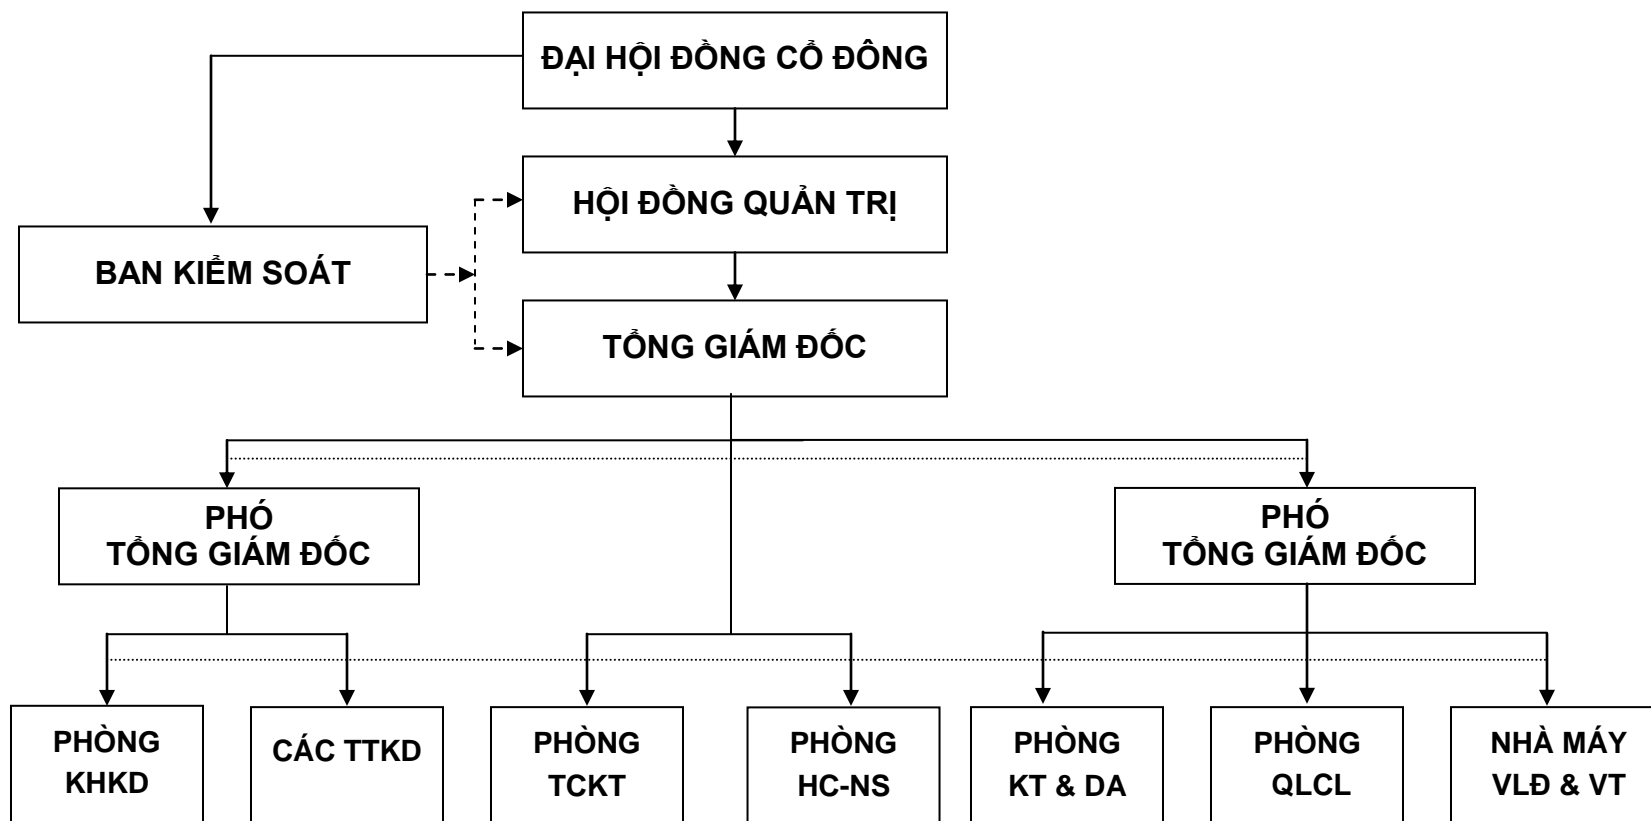 ĐẠI HỘI ĐỒNG CỔ ĐÔNG
HỘI ĐỒNG QUẢN TRỊ
BAN KIỂM SOÁT
TỔNG GIÁM ĐỐC
PHÓ
TỔNG GIÁM ĐỐC
PHÓ
TỔNG GIÁM ĐỐC
PHÒNG
KHKD
CÁC TTKD
PHÒNG
TCKT
PHÒNG
HC-NS
PHÒNG
KT & DA
PHÒNG
QLCL
NHÀ MÁY
VLĐ & VT